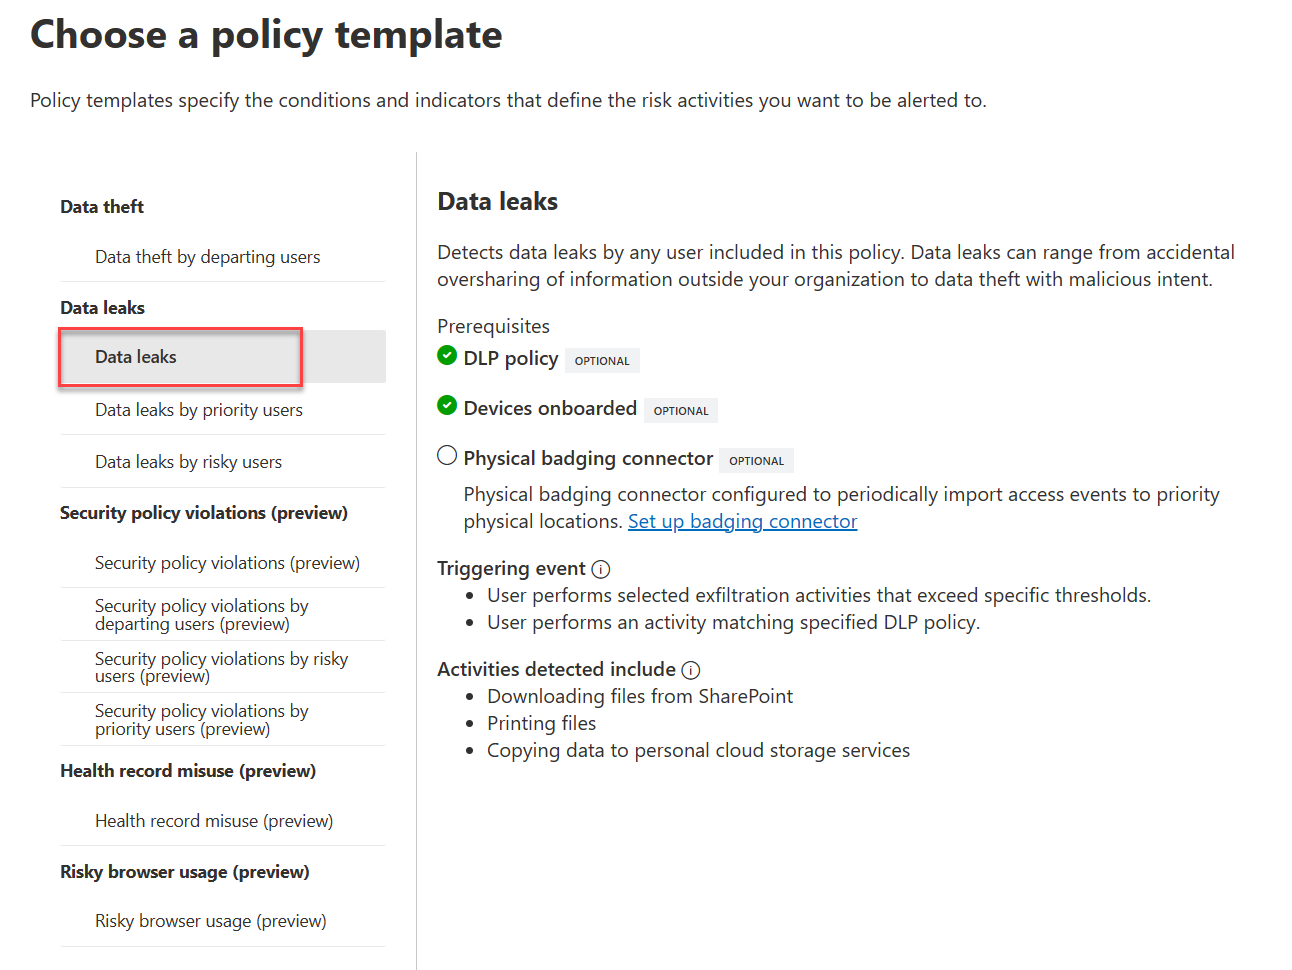 Choose a policy template
Policy templates specify the conditions and indicators that define the risk activities you want to be alerted to.
Data theft
Data theft by departing users
Data leaks
Data leaks
Data leaks by priority users
Data leaks by risky users
Security policy violations (preview)
Security policy violations (preview)
Security policy violations by
departing users (preview)
Security policy violations by risky
users (preview)
Security policy violations by
priority users (preview)
Health record misuse (preview)
Health record misuse (preview)
Risky browser usage (preview)
Risky browser usage (preview)
Data leaks
Detects data leaks by any user included in this policy. Data leaks can range from accidental
oversharing of information outside your organization to data theft with malicious intent.
Prerequisites
DLP policy OPTIONAL
Devices onboarded OPTIONAL
Physical badging connector OPTIONAL
Physical badging connector configured to periodically import access events to priority
physical locations. Set up badging connector
Triggering event
User performs selected exfiltration activities that exceed specific thresholds.
User performs an activity matching specified DLP policy.
Activities detected include
Downloading files from SharePoint
Printing files
Copying data to personal cloud storage services